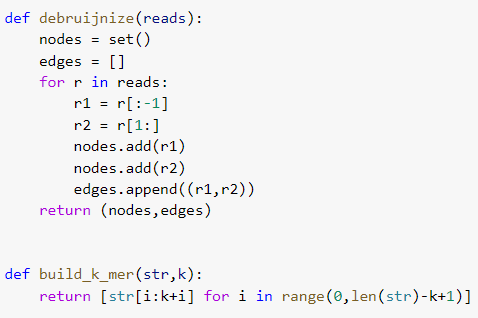 def debruijnize(reads):
    nodes = set()
    edges = []
    for r in reads:
        r1 = r[:-1]
        r2 = r[1:]
        nodes.add(r1)
        nodes.add(r2)
        edges.append((r1,r2))
    return (nodes,edges)
def build_k_mer(str,k):
    return [str[i:k+i] for i in range(0,len(str)-k+1)]